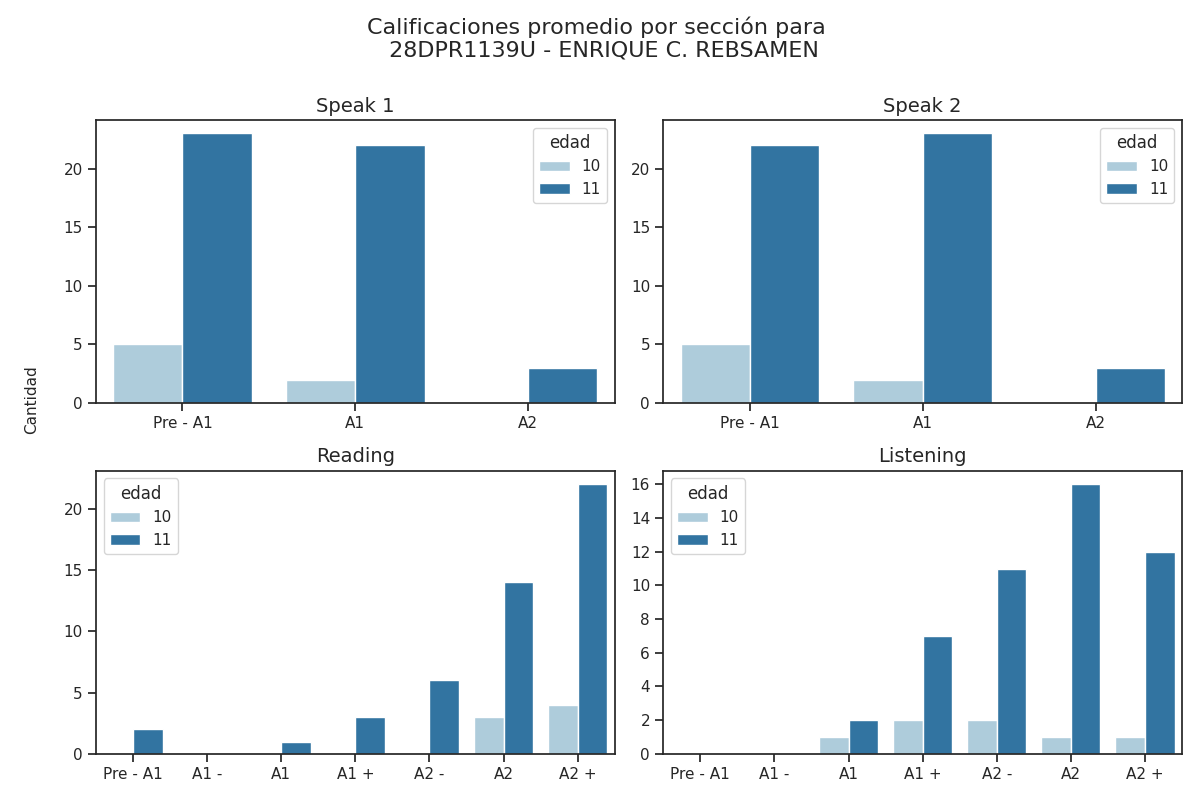 Calificaciones promedio por sección para
28DPR1139U - ENRIQUE C. REBSAMEN
Cantidad
Speak 1
20
15
10
5
0
Pre - A1 A1 A2
edad
10
11
Speak 2
20
15
10
5
0
Pre - A1 A1 A2
edad
10
11
Reading
20
15
10
5
0
Pre - A1 A1 - A1 A1 + A2 - A2 A2 +
edad
10
11
Listening
16
14
12
10
8
6
4
2
0
Pre - A1 A1 - A1 A1 + A2 - A2 A2 +
edad
10
11